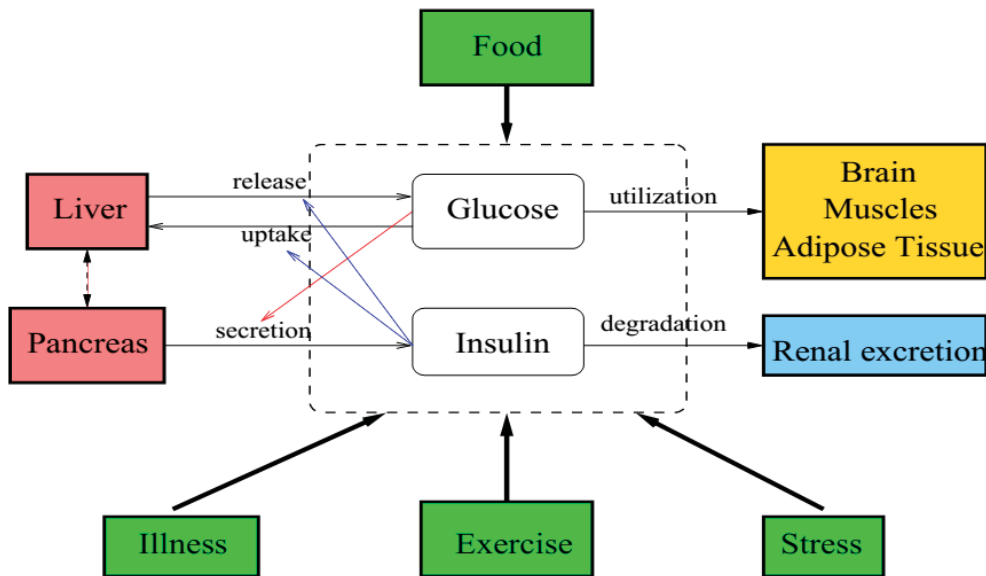 Food
release
Liver
Glucose
utilization
Brain
Muscles
Adipose Tissue
uptake
secretion
Pancreas
Insulin
degradation
Renal excretion
Illness
Exercise
Stress